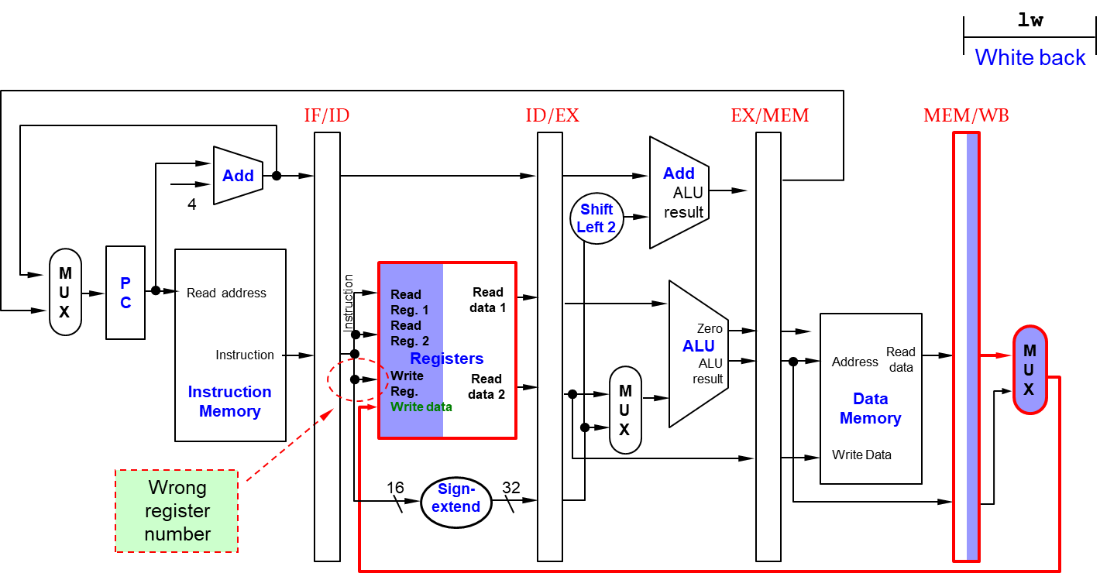 lw
White back
IF/ID
ID/EX
EX/MEM
MEM/WB
Add
4
Add
ALU
result
Shift
Left 2
M
U
X
P
C
Read address
Instruction
Instruction
Memory
Instruction
Read
Reg. 1
Read
Reg. 2
Registers
Write
Reg.
Write data
Read
data 1
Read
data 2
16
Sign-
extend
32
M
U
X
Zero
ALU
ALU
result
Address
Read
data
Data
Memory
Write Data
M
U
X
Wrong
register
number